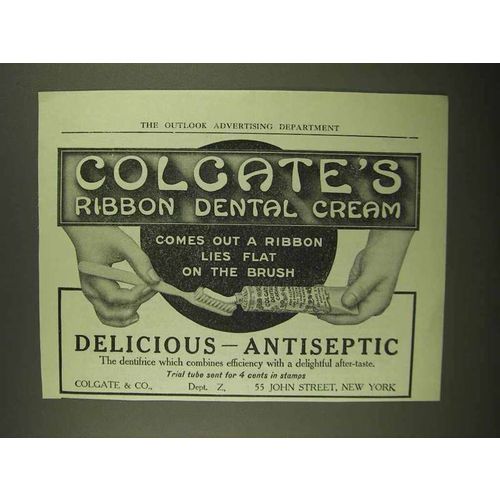 THE OUTLOOK ADVERTISING DEPARTMENT
COLGATE'S
RIBBON DENTAL CREAM
COMES OUT A RIBBON
LIES FLAT
ON THE BRUSH
DELICIOUS — ANTISEPTIC
The dentifrice which combines efficiency with a delightful after-taste.
Trial tube sent for 4 cents in stamps
COLGATE & CO., Dept. Z, 55 JOHN STREET, NEW YORK